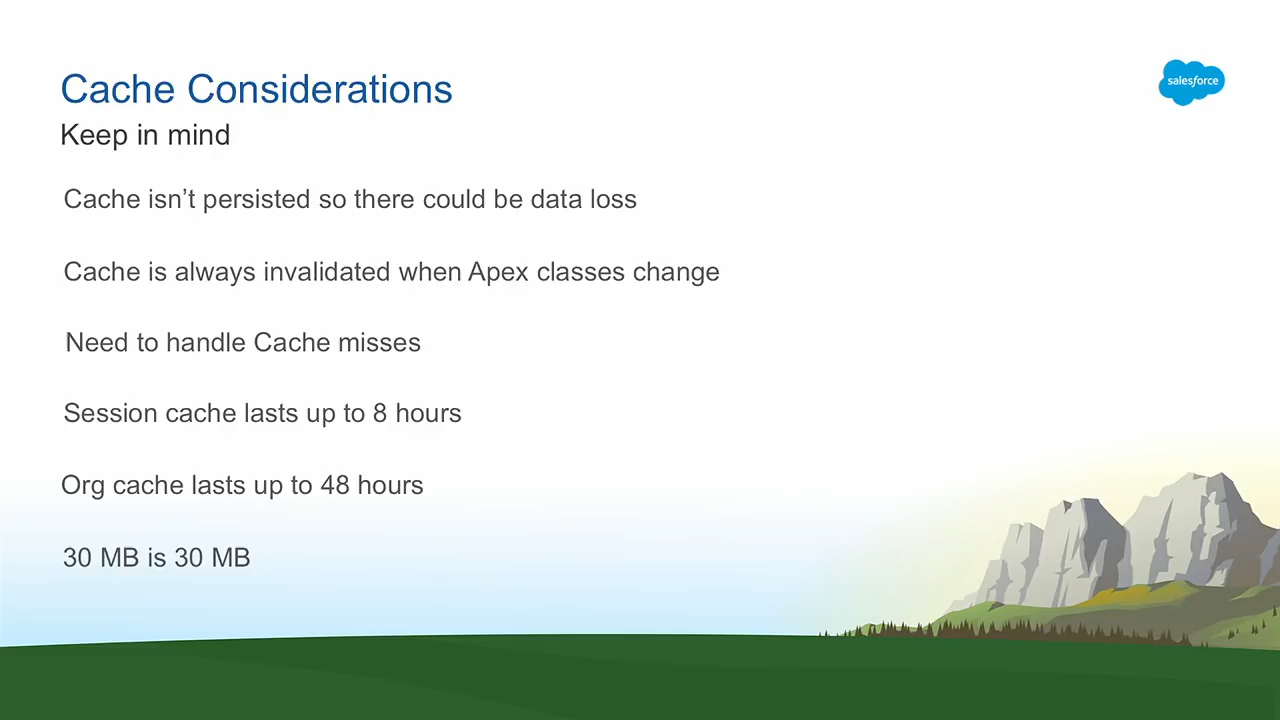 Cache Considerations
salesforce
Keep in mind
Cache isn’t persisted so there could be data loss
Cache is always invalidated when Apex classes change
Need to handle Cache misses
Session cache lasts up to 8 hours
Org cache lasts up to 48 hours
30 MB is 30 MB